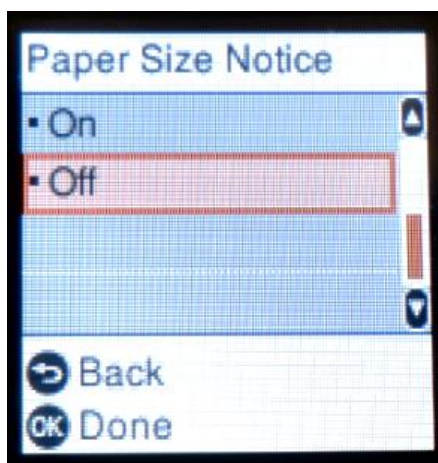 Paper Size Notice
▪ On
▪ Off
Back
OK Done